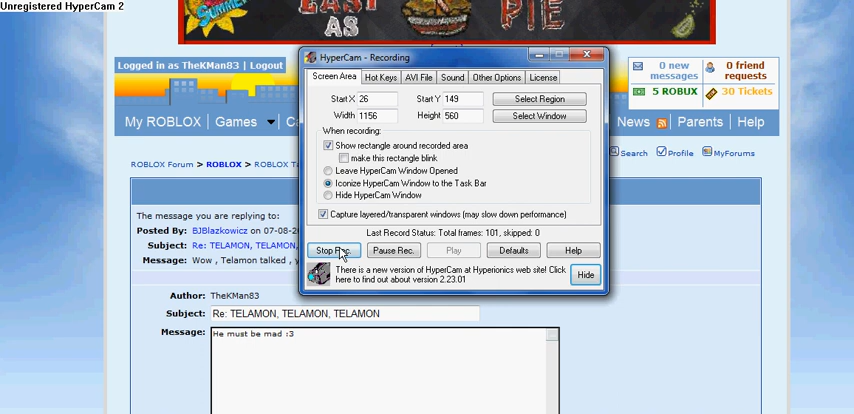 Unregistered HyperCam 2
AS
PIE
Logged in as TheKMan83 | Logout
0 new messages
0 friend requests
5 ROBUX
30 Tickets
My ROBLOX | Games
News | Parents | Help
Search Profile MyForums
ROBLOX Forum > ROBLOX > ROBLOX
The message you are replying to:
Posted By: BJBlazkowicz on 07-08-2
Subject: Re: TELAMON, TELAMON,
Message: Wow , Telamon talked ,
Author: TheKMan83
Subject: Re: TELAMON, TELAMON, TELAMON
Message: He must be mad :3
HyperCam - Recording
Screen Area Hot Keys AVI File Sound Other Options License
Start X 26 Start Y 149 Select Region
Width 1156 Height 560 Select Window
When recording:
Show rectangle around recorded area
make this rectangle blink
Leave HyperCam Window Opened
Iconize HyperCam Window to the Task Bar
Hide HyperCam Window
Capture layered/transparent windows (may slow down performance)
Last Record Status: Total frames: 101, skipped: 0
Stop Rec. Pause Rec. Play Defaults Help
There is a new version of HyperCam at Hyperionics web site! Click
here to find out about version 2.23.01
Hide